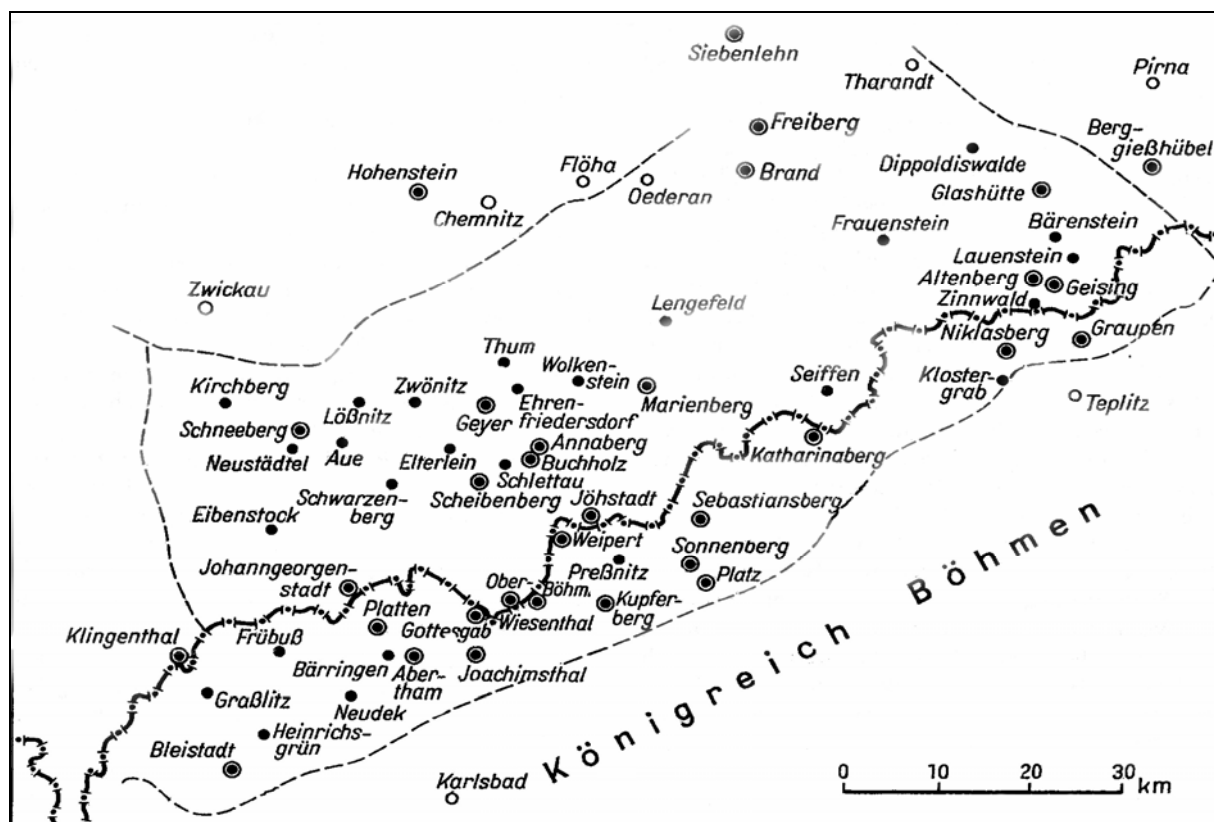 Siebenlehn
Tharandt
Pirna
Freiberg
Berg-
gießhübel
Hohenstein
Flöha
Brand
Dippoldiswalde
Oederan
Glashütte
Chemnitz
Frauenstein
Bärenstein
Lauenstein
Altenberg
Geising
Zwickau
Lengefeld
Zinnwald
Niklasberg
Graupen
Thum
Wolken-
stein
Kirchberg
Zwönitz
Seiffen
Kloster-
grab
Lößnitz
Ehren-
friedersdorf
Marienberg
Teplitz
Geyer
Schneeberg
Annaberg
Neustädtel
Aue
Elterlein
Buchholz
Katharinaberg
Schlettau
Schwarzen-
berg
Scheibenberg
Jöhstadt
Sebastiansberg
Eibenstock
Weipert
Sonnenberg
Johanngeorgen-
stadt
Preßnitz
Platz
Ober-
Böhm.
Wiesenthal
Kupfer-
berg
Platten
Gottesgab
Klingenthal
Frübuß
Bärringen
Aber-
tham
Joachimsthal
Graßlitz
Neudek
Heinrichs-
grün
Bleistadt
Karlsbad
Königreich Böhmen
0 10 20 30
km